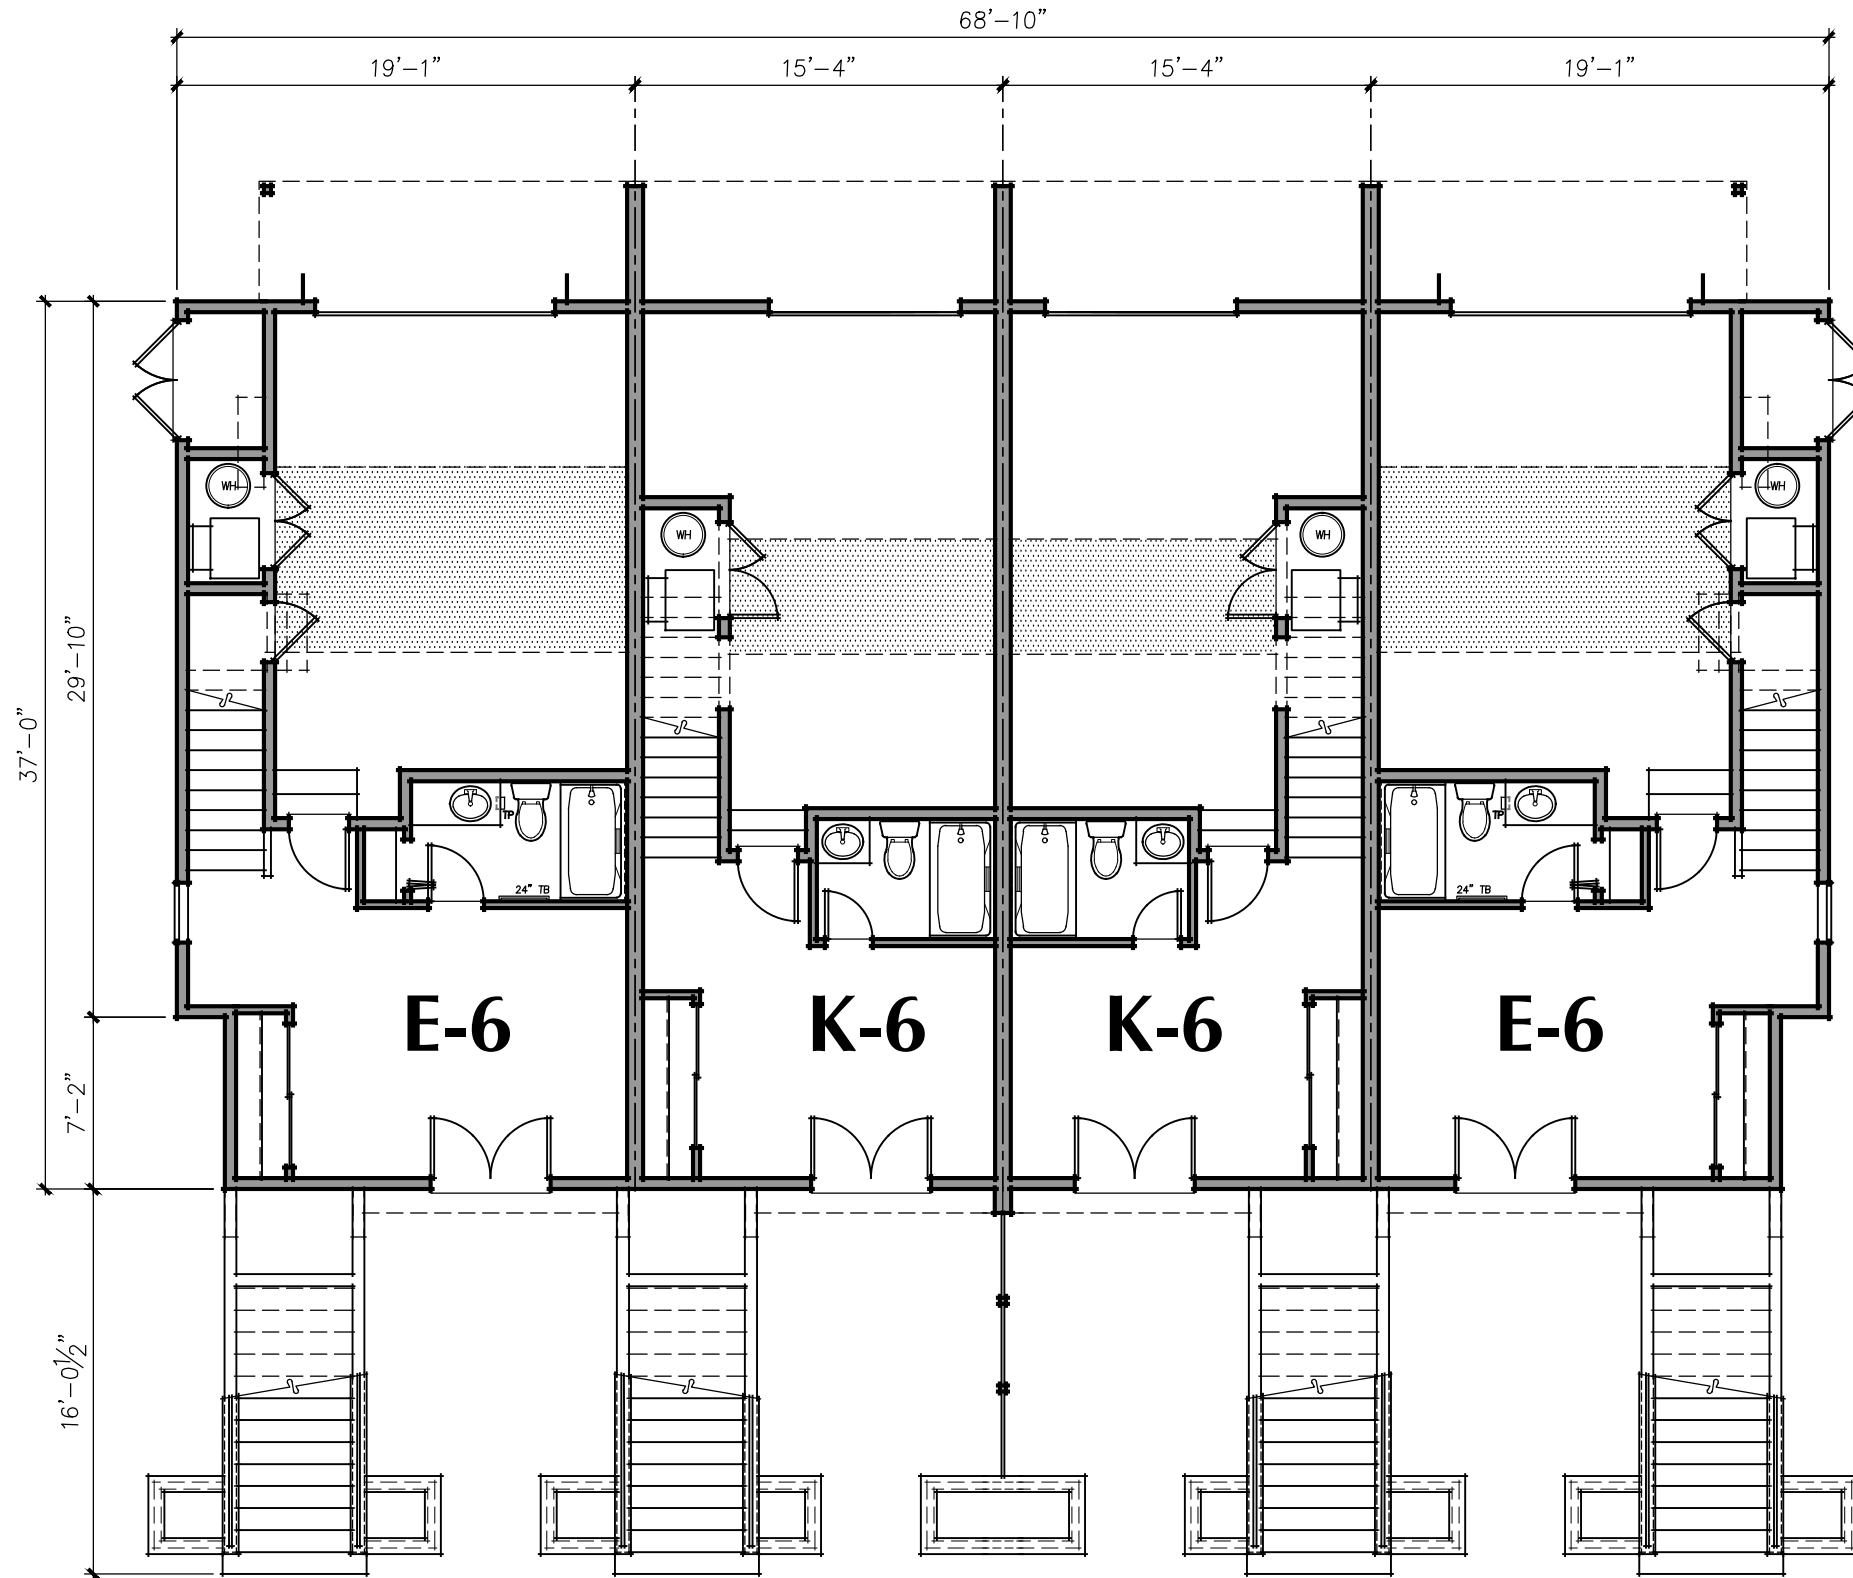 68'-10"
19'-1" 15'-4" 15'-4" 19'-1"
WH WH
WH WH
29'-10"
37'-0"
TP TP
24" TB 24" TB
E-6 K-6 K-6 E-6
7'-2"
16'-0½"